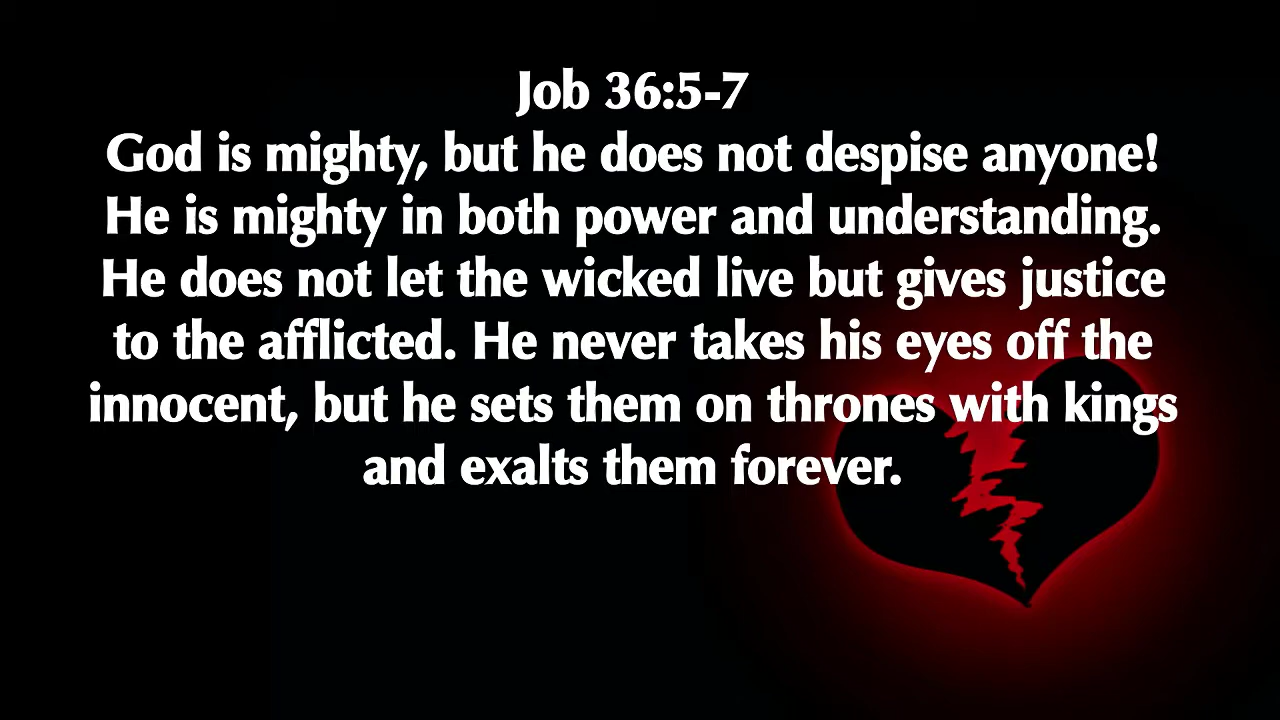 Job 36:5-7
God is mighty, but he does not despise anyone!
He is mighty in both power and understanding.
He does not let the wicked live but gives justice
to the afflicted. He never takes his eyes off the
innocent, but he sets them on thrones with kings
and exalts them forever.